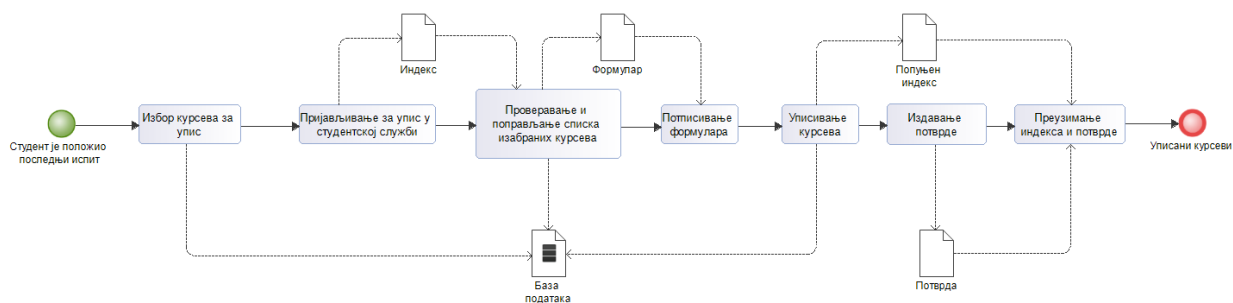 Индекс
Формулар
Попуњен
индекс
Студент је положио
последњи испит
Избор курсева за
упис
Пријављивање за упис у
студентској служби
Проверавање и
поправљање списка
изабраних курсева
Потписивање
формулара
Уписивање
курсева
Издавање
потврде
Преузимање
индекса и потврде
Уписани курсеви
База
података
Потврда